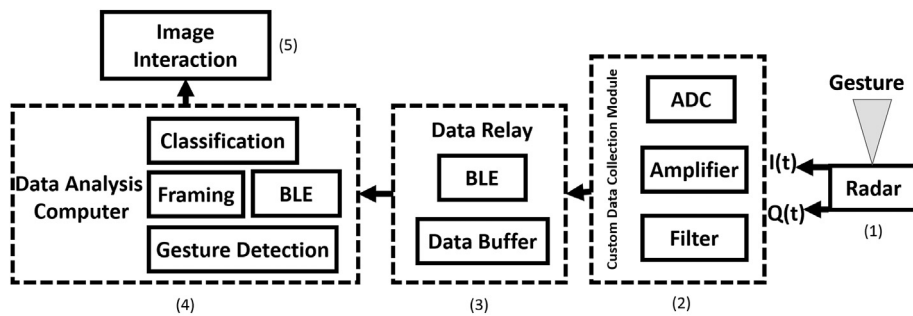 Image
Interaction
(5)
Classification
Data Analysis
Computer
Framing
BLE
Gesture Detection
(4)
Data Relay
BLE
Data Buffer
(3)
Custom Data Collection Module
ADC
Amplifier
Filter
(2)
Gesture
I(t)
Q(t)
Radar
(1)